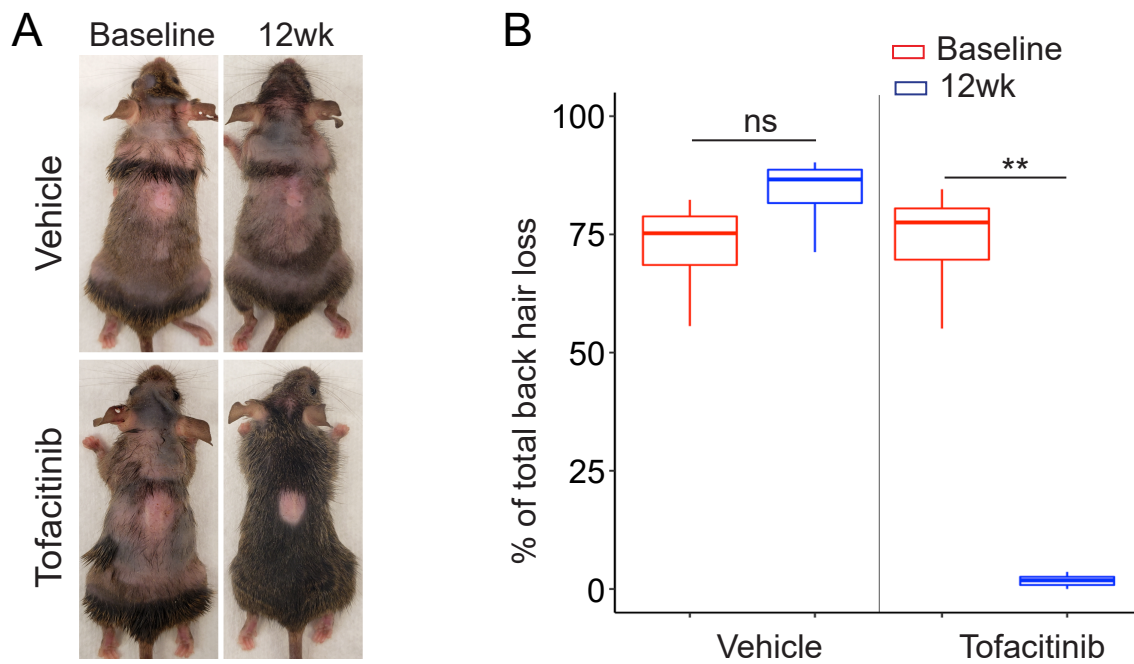 A
Baseline 12wk
Vehicle
Tofacitinib
B
Baseline
12wk
% of total back hair loss
100
75
50
25
0
ns
**
Vehicle Tofacitinib